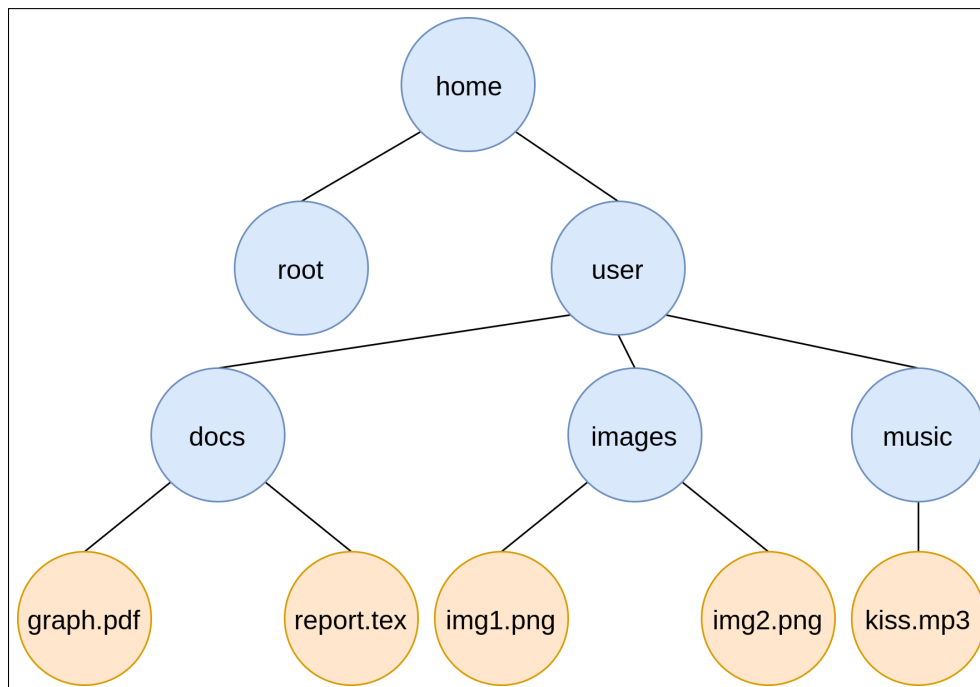 home
root
user
docs
images
music
graph.pdf
report.tex
img1.png
img2.png
kiss.mp3